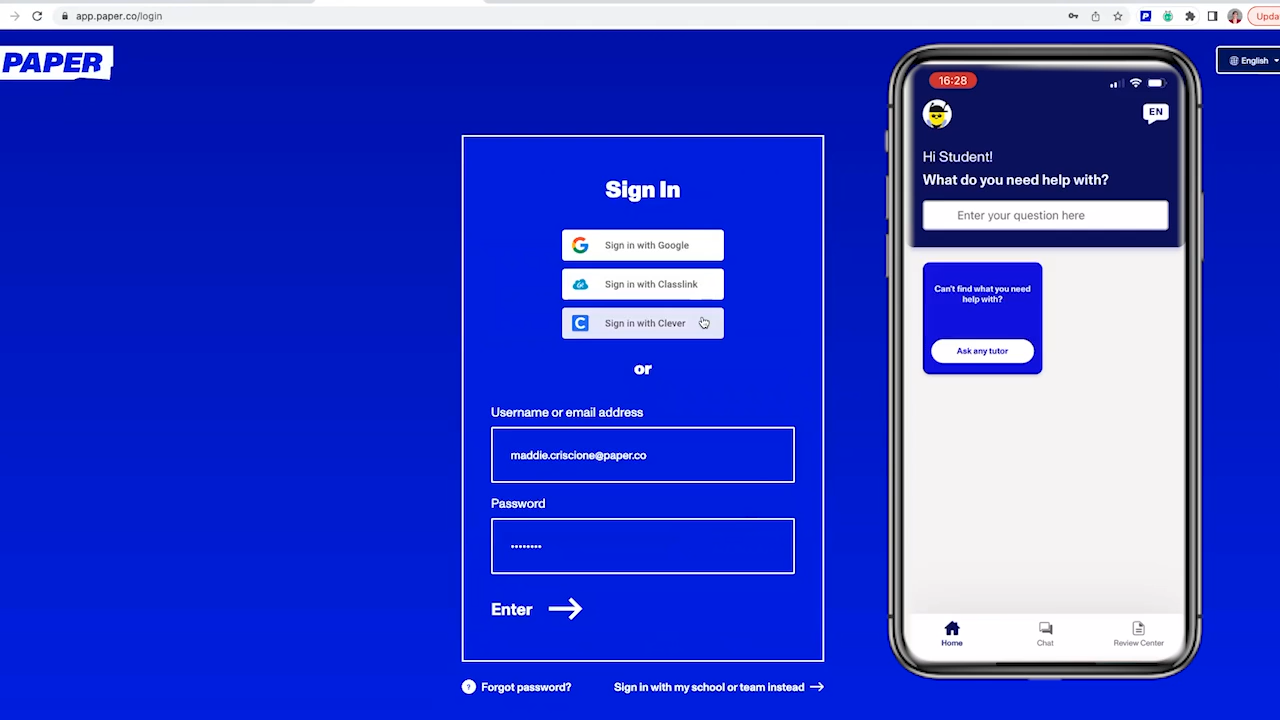 app.paper.co/login
Upda
PAPER
English
Sign In
Sign in with Google
Sign in with Classlink
Sign in with Clever
or
Username or email address
maddie.criscione@paper.co
Password
••••••••
Enter
? Forgot password?
Sign in with my school or team instead
16:28
EN
Hi Student!
What do you need help with?
Enter your question here
Can't find what you need
help with?
Ask any tutor
Home
Chat
Review Center